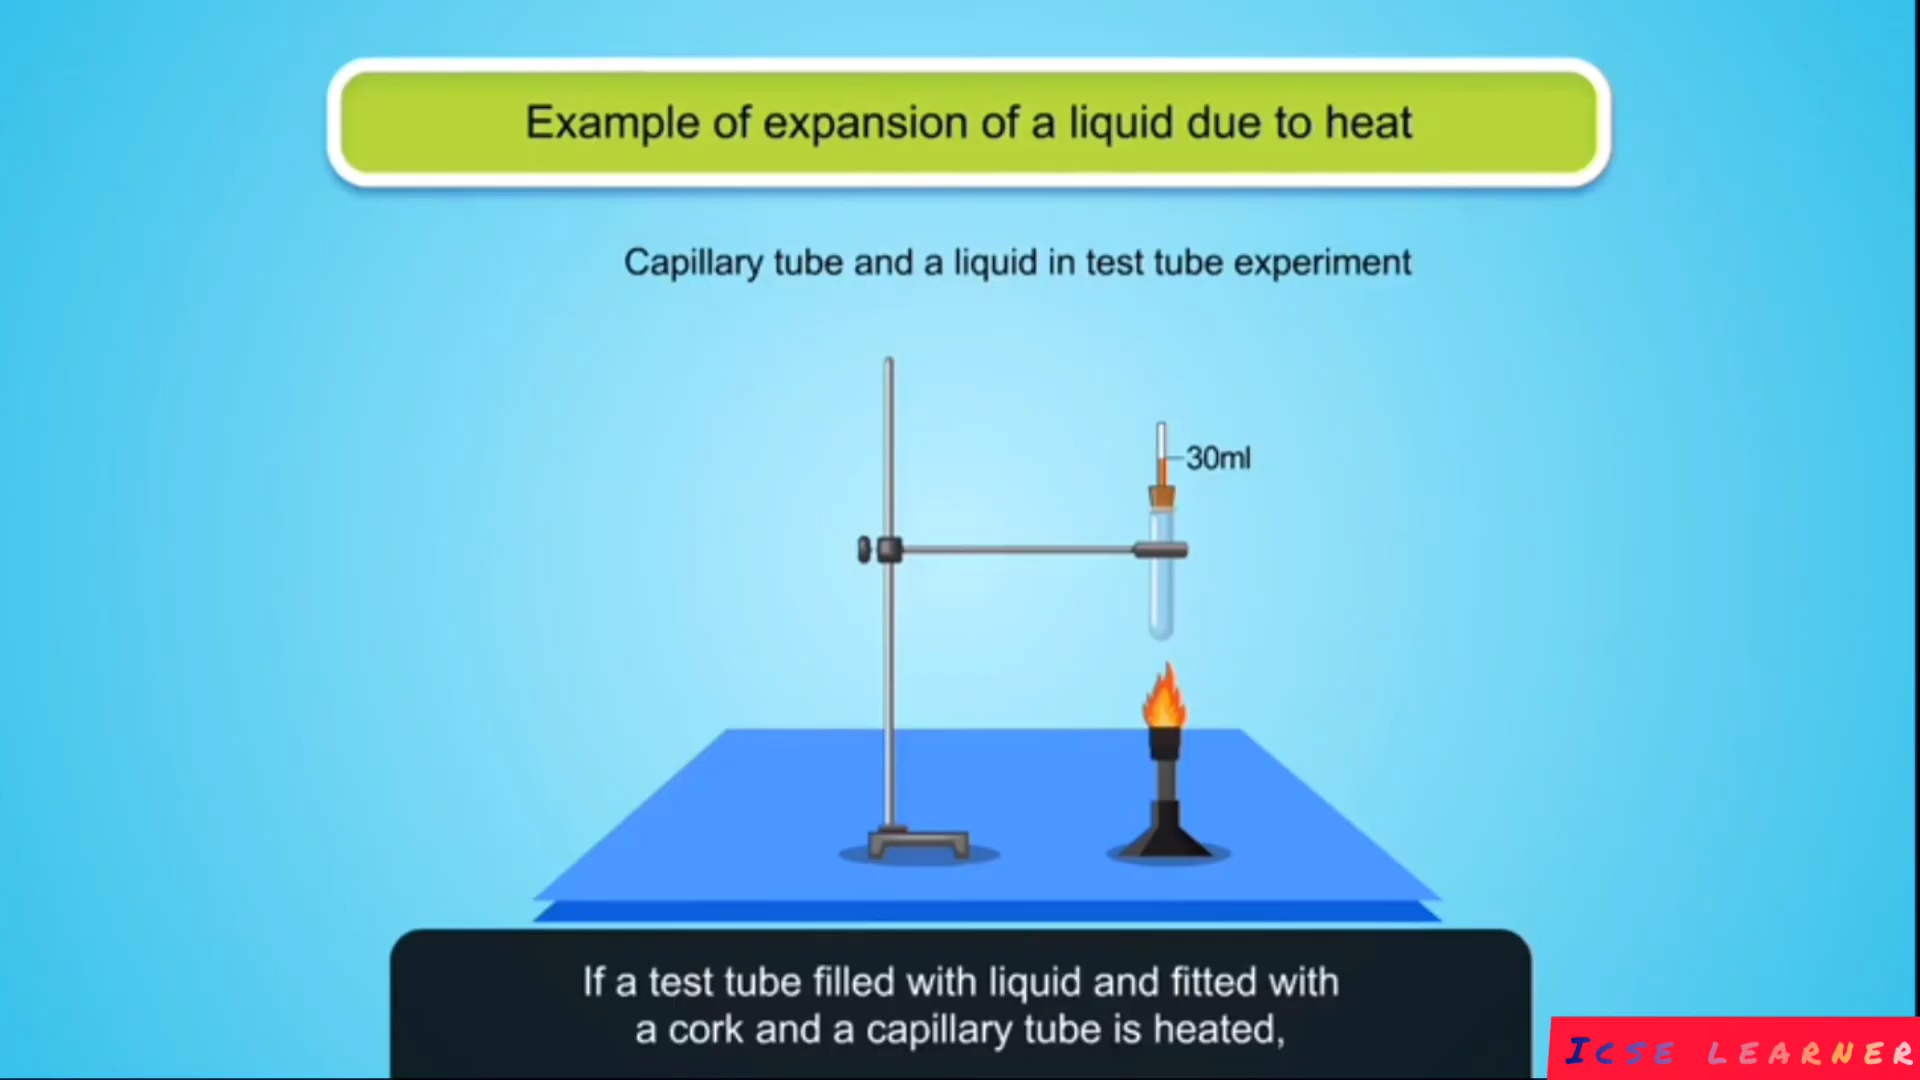 Example of expansion of a liquid due to heat
Capillary tube and a liquid in test tube experiment
30ml
If a test tube filled with liquid and fitted with
a cork and a capillary tube is heated,
ICSE LEARNER